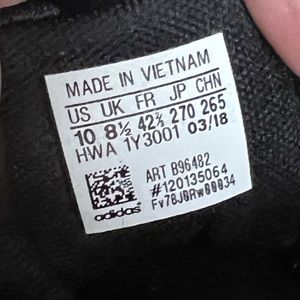 MADE IN VIETNAM
US UK FR JP CHN
10 8½ 42⅔ 270 265
HWA 1Y3001 03/18
ART B96482
#120135064
Fv78J0Rw00034
adidas